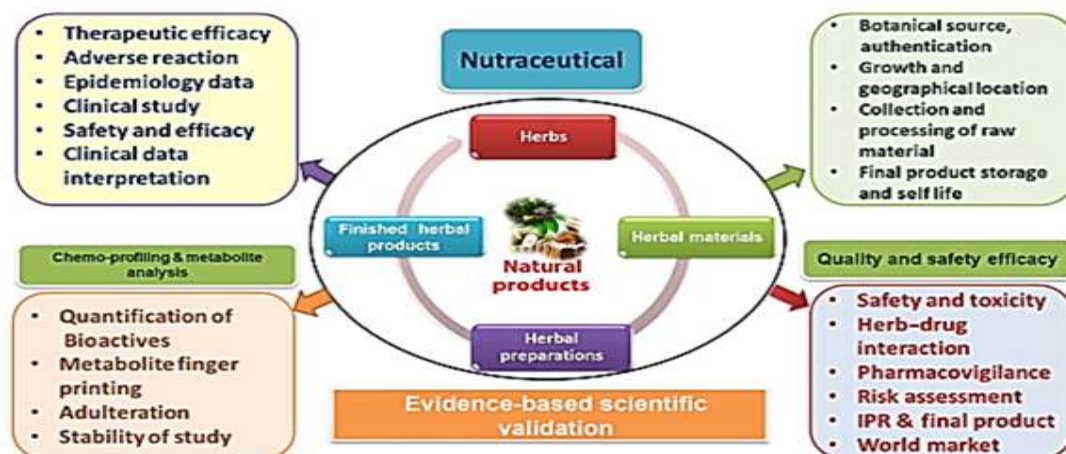 • Therapeutic efficacy
• Adverse reaction
• Epidemiology data
• Clinical study
• Safety and efficacy
• Clinical data
interpretation
Nutraceutical
• Botanical source,
authentication
• Growth and
geographical location
• Collection and
processing of raw
material
• Final product storage
and self life
Herbs
Finished herbal
products
Herbal materials
Natural
products
Herbal
preparations
Chemo-profiling & metabolite
analysis
• Quantification of
Bioactives
• Metabolite finger
printing
• Adulteration
• Stability of study
Evidence-based scientific
validation
Quality and safety efficacy
• Safety and toxicity
• Herb–drug
interaction
• Pharmacovigilance
• Risk assessment
• IPR & final product
• World market